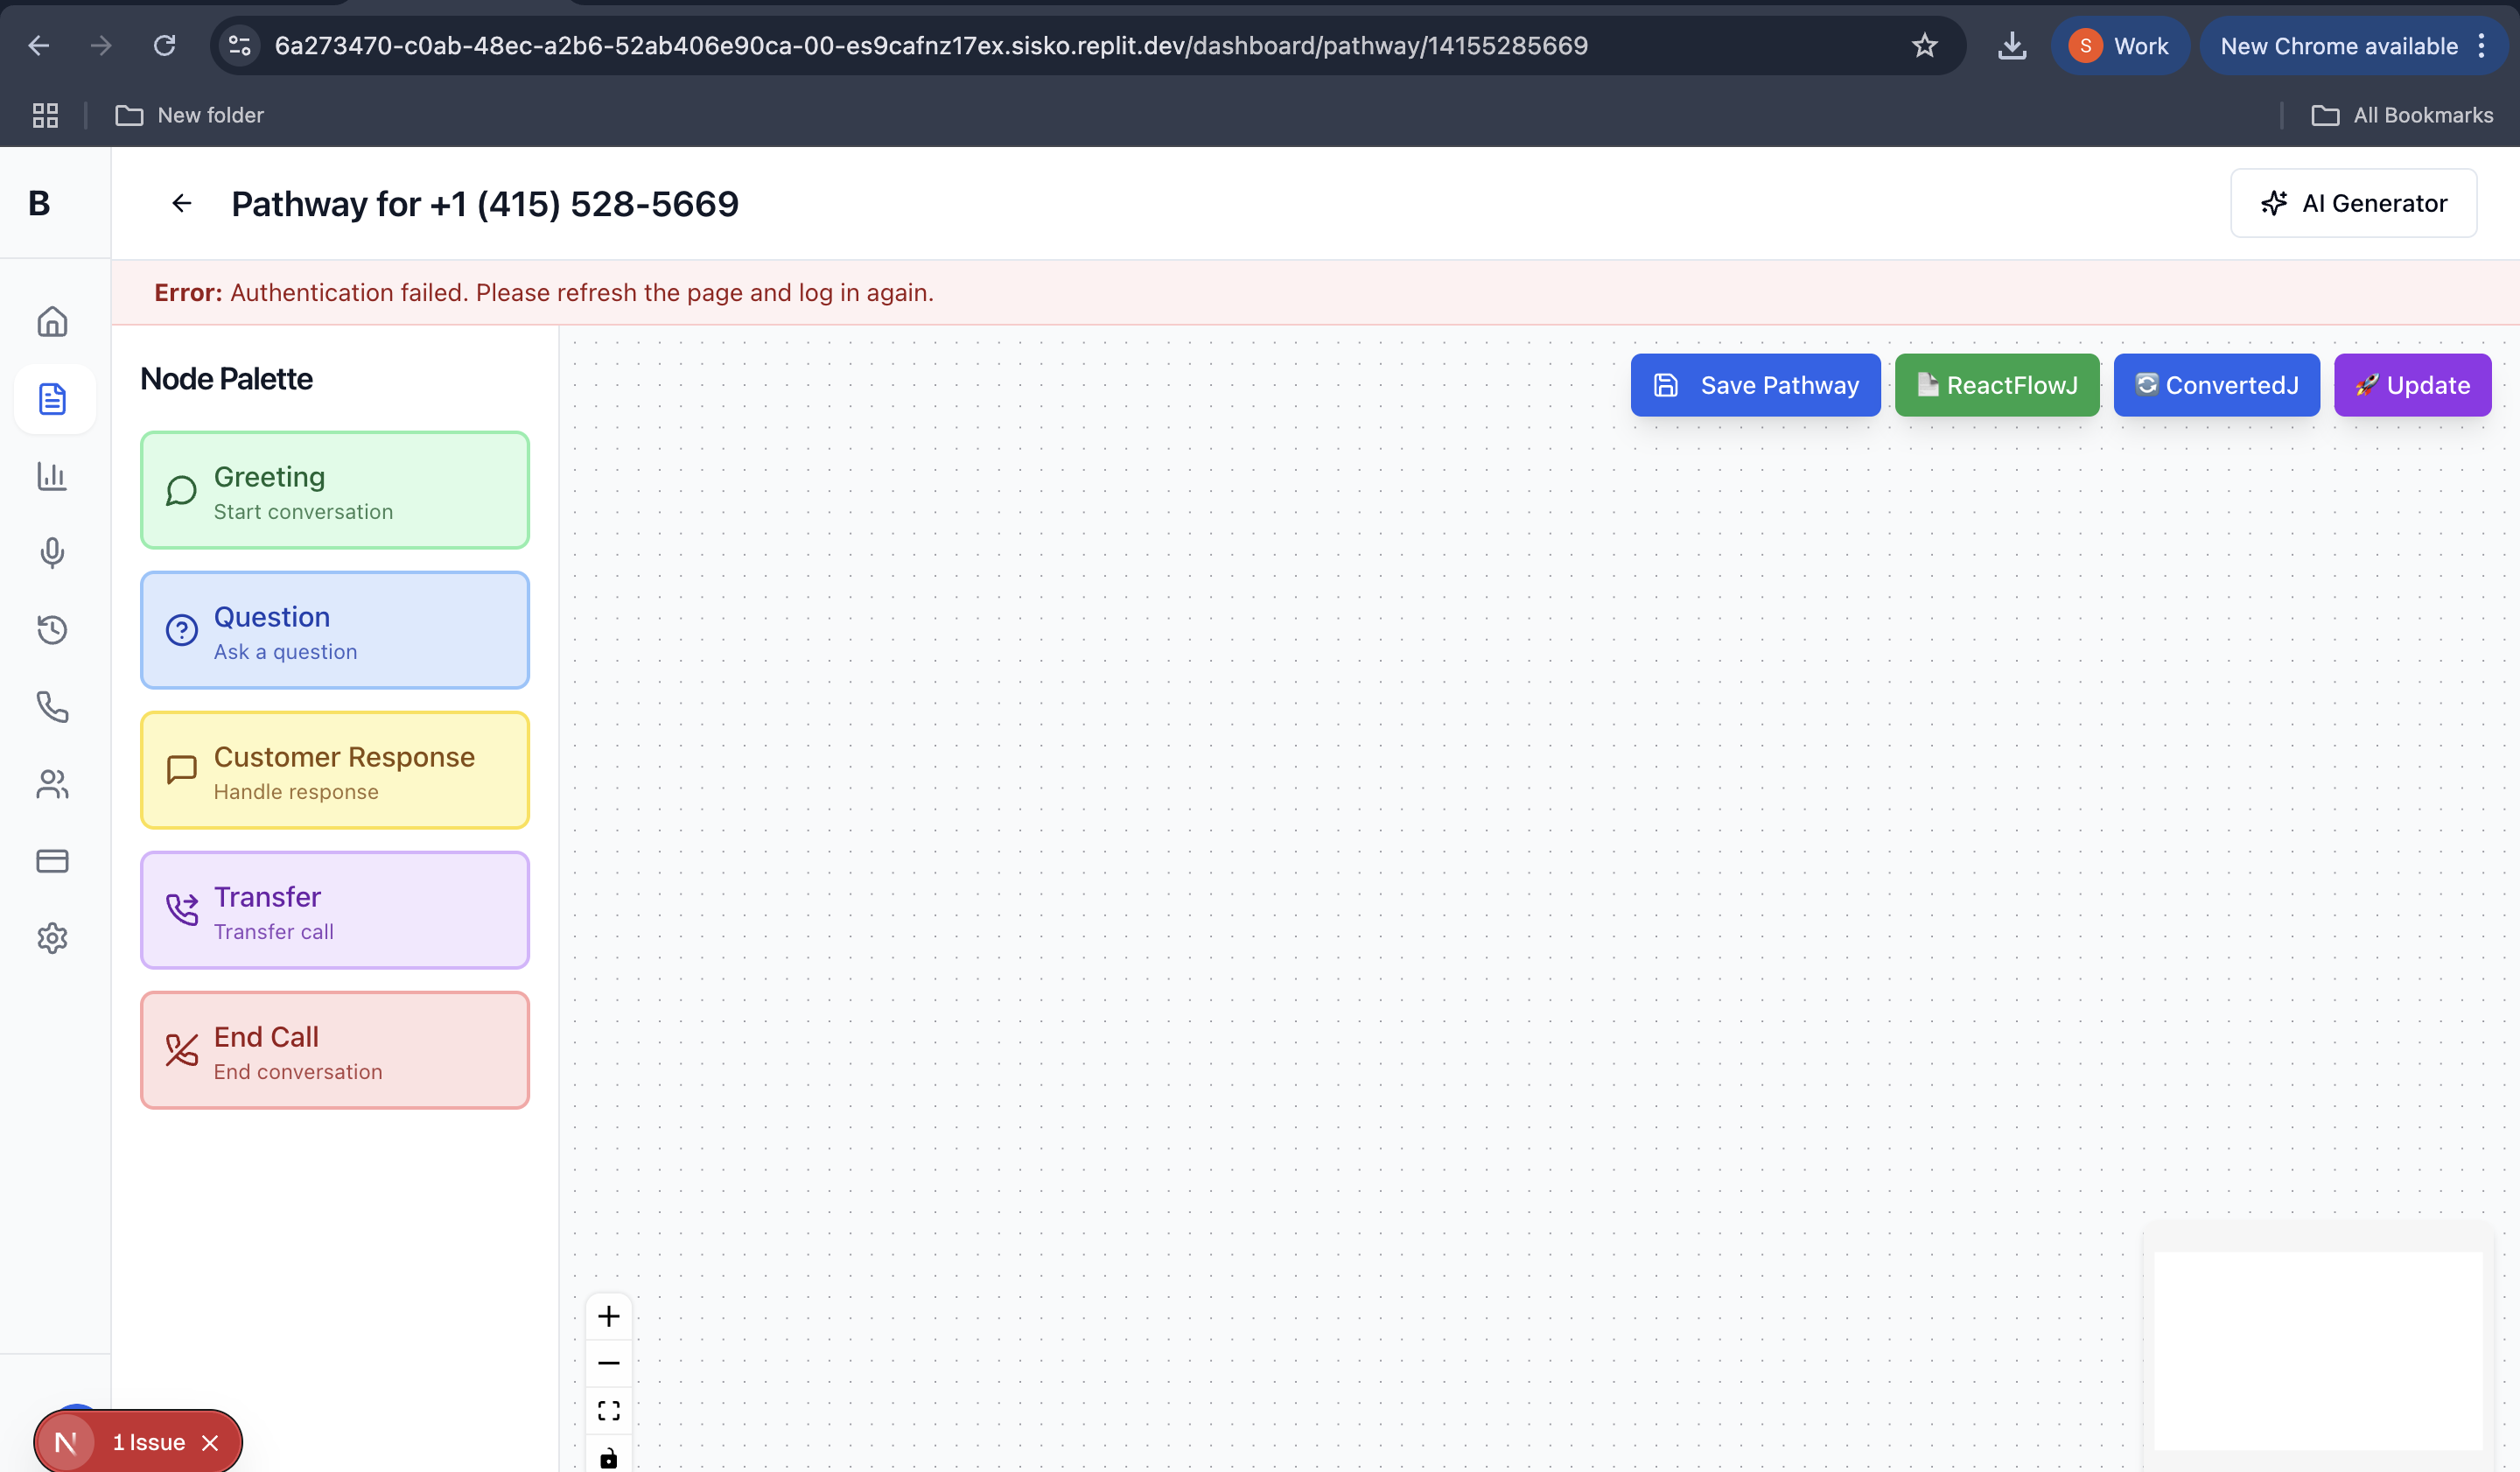 6a273470-c0ab-48ec-a2b6-52ab406e90ca-00-es9cafnz17ex.sisko.replit.dev/dashboard/pathway/14155285669
S Work
New Chrome available
New folder
All Bookmarks
B
Pathway for +1 (415) 528-5669
AI Generator
Error: Authentication failed. Please refresh the page and log in again.
Node Palette
Save Pathway
ReactFlowJ
ConvertedJ
Update
Greeting
Start conversation
Question
Ask a question
Customer Response
Handle response
Transfer
Transfer call
End Call
End conversation
N 1 Issue